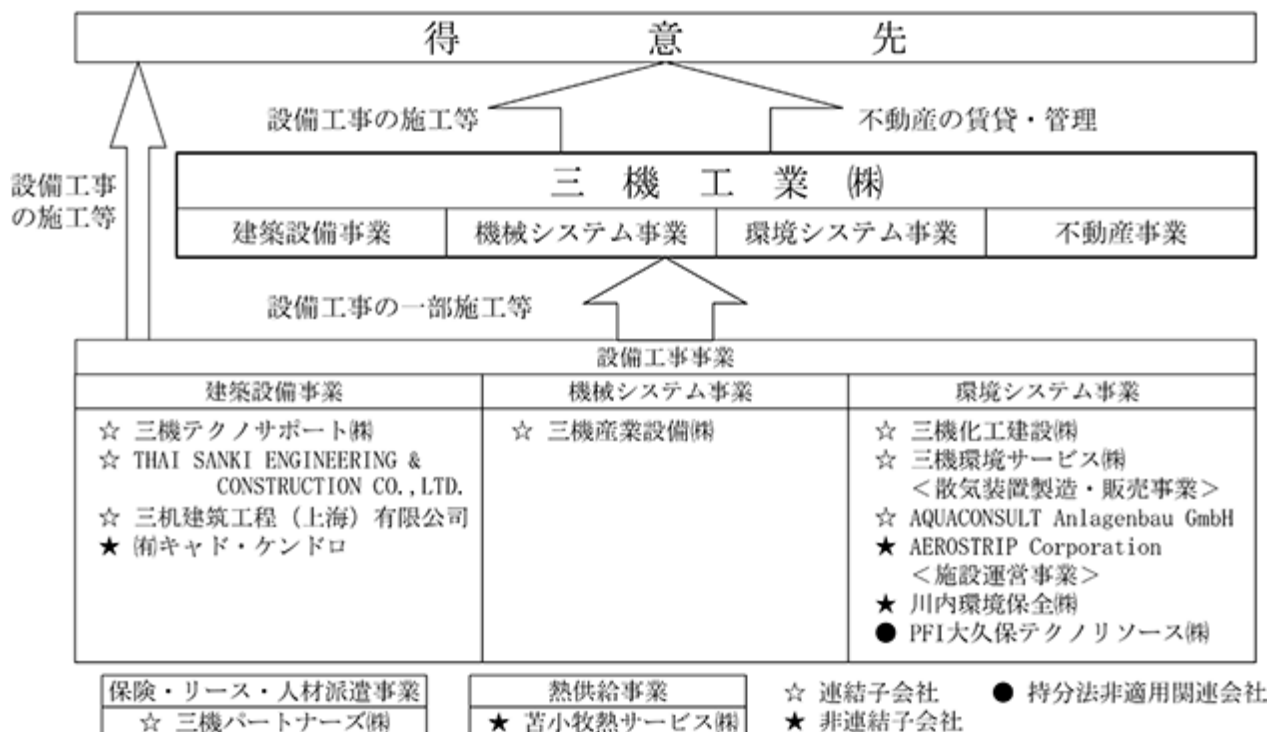 得意先
設備工事の施工等
不動産の賃貸・管理
設備工事
の施工等
三機工業㈱
建築設備事業
機械システム事業
環境システム事業
不動産事業
設備工事の一部施工等
設備工事事業
建築設備事業
☆ 三機テクノサポート㈱
☆ THAI SANKI ENGINEERING &
CONSTRUCTION CO.,LTD.
☆ 三机建筑工程（上海）有限公司
★ ㈲キャド・ケンドロ
機械システム事業
☆ 三機産業設備㈱
環境システム事業
☆ 三機化工建設㈱
☆ 三機環境サービス㈱
＜散気装置製造・販売事業＞
☆ AQUACONSULT Anlagenbau GmbH
★ AEROSTRIP Corporation
＜施設運営事業＞
★ 川内環境保全㈱
● PFI大久保テクノリソース㈱
保険・リース・人材派遣事業
☆ 三機パートナーズ㈱
熱供給事業
★ 苫小牧熱サービス㈱
☆ 連結子会社
● 持分法非適用関連会社
★ 非連結子会社